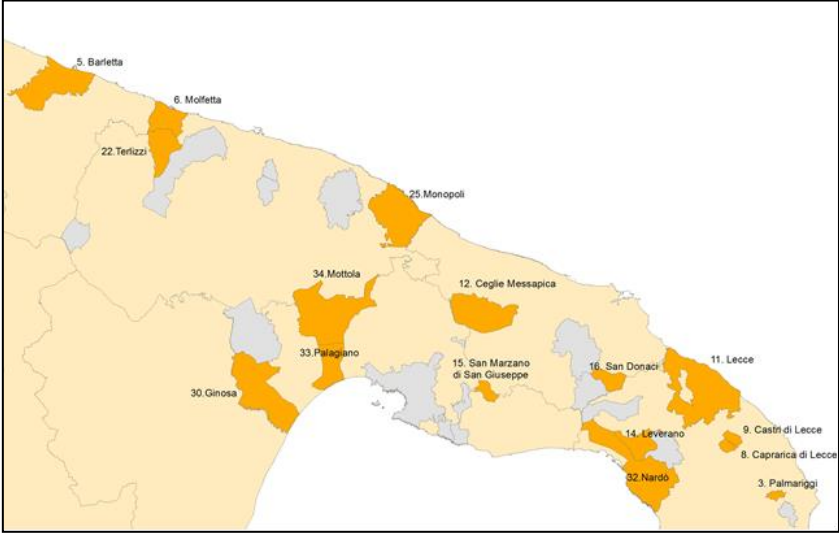 5. Barletta
6. Molfetta
22.Terlizzi
25.Monopoli
34.Mottola
12. Ceglie Messapica
33.Palagiano
15. San Marzano
di San Giuseppe
16. San Donaci
11. Lecce
30.Ginosa
9. Castri di Lecce
14. Leverano
8. Caprarica di Lecce
32.Nardò
3. Palmariggi